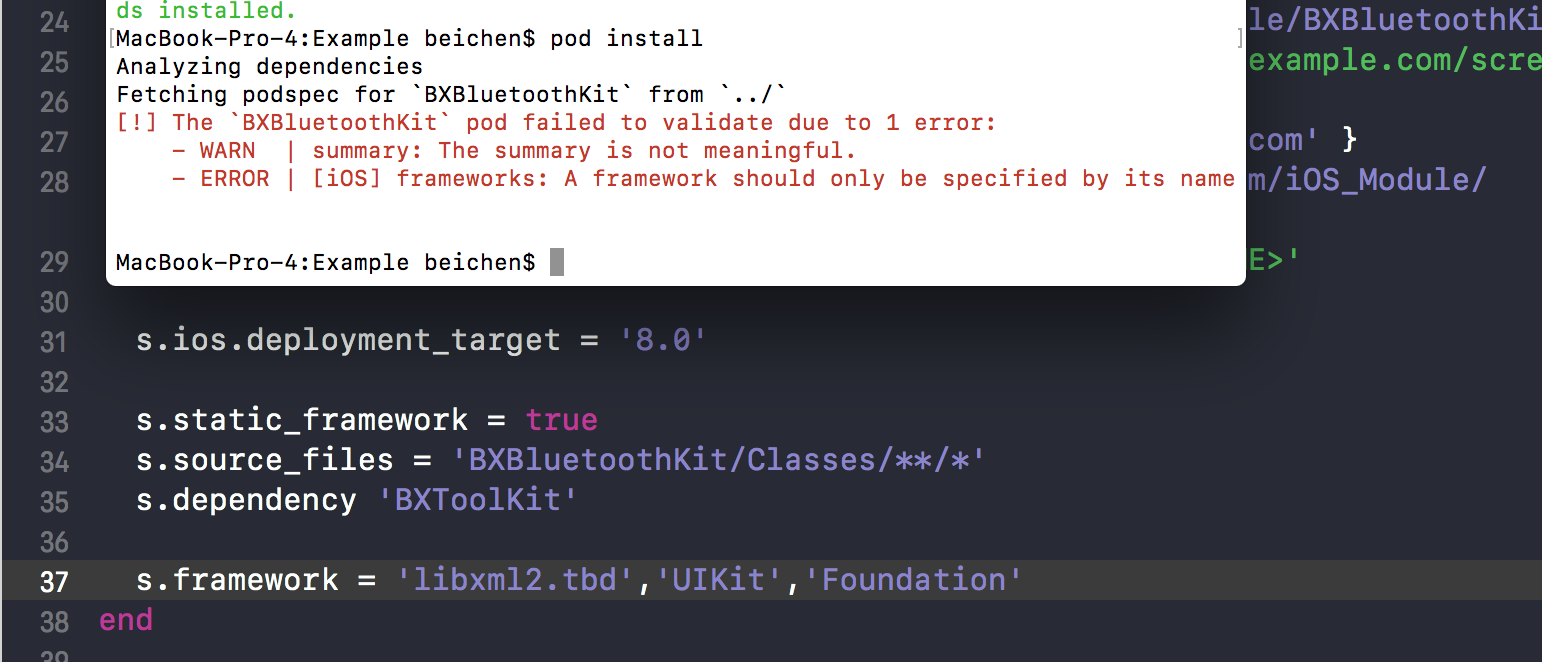 ds installed.
[MacBook-Pro-4:Example beichen$ pod install ]
Analyzing dependencies
Fetching podspec for `BXBluetoothKit` from `../`
[!] The `BXBluetoothKit` pod failed to validate due to 1 error:
    - WARN  | summary: The summary is not meaningful.
    - ERROR | [iOS] frameworks: A framework should only be specified by its name
MacBook-Pro-4:Example beichen$
24 le/BXBluetoothKi
25 example.com/scre
26
27 com' }
28 m/iOS_Module/
29 E>'
30
31 s.ios.deployment_target = '8.0'
32
33 s.static_framework = true
34 s.source_files = 'BXBluetoothKit/Classes/**/*'
35 s.dependency 'BXToolKit'
36
37 s.framework = 'libxml2.tbd','UIKit','Foundation'
38 end
39